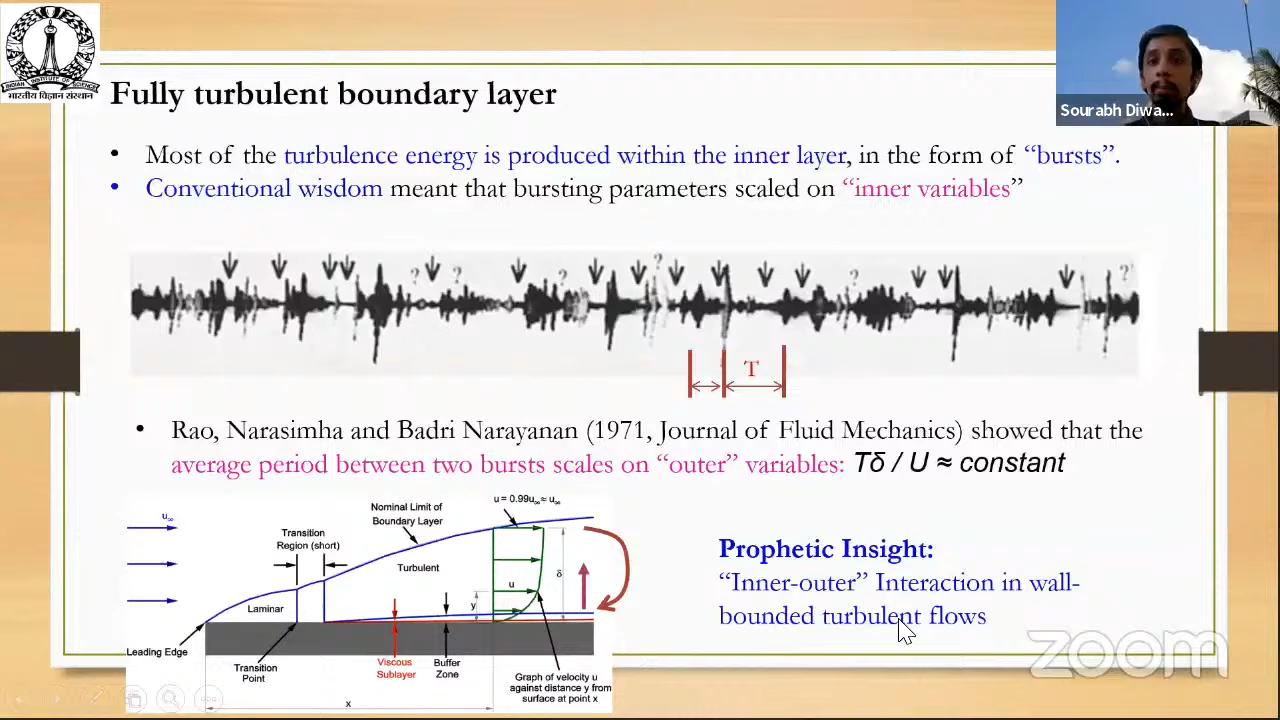 INDIAN INSTITUTE OF SCIENCE
भारतीय विज्ञान संस्थान
Sourabh Diwa...
Fully turbulent boundary layer
• Most of the turbulence energy is produced within the inner layer, in the form of “bursts”.
• Conventional wisdom meant that bursting parameters scaled on “inner variables”
? ? ? ? ? ?
T
• Rao, Narasimha and Badri Narayanan (1971, Journal of Fluid Mechanics) showed that the
average period between two bursts scales on “outer” variables: Tδ / U ≈ constant
u = 0.99u∞≈ u∞
Nominal Limit of
Boundary Layer
u∞
Transition
Region (short)
Turbulent
δ
u
y
Laminar
Leading Edge
Transition
Point
Viscous
Sublayer
Buffer
Zone
Graph of velocity u
against distance y from
surface at point x
x
Prophetic Insight:
“Inner-outer” Interaction in wall-
bounded turbulent flows
zoom